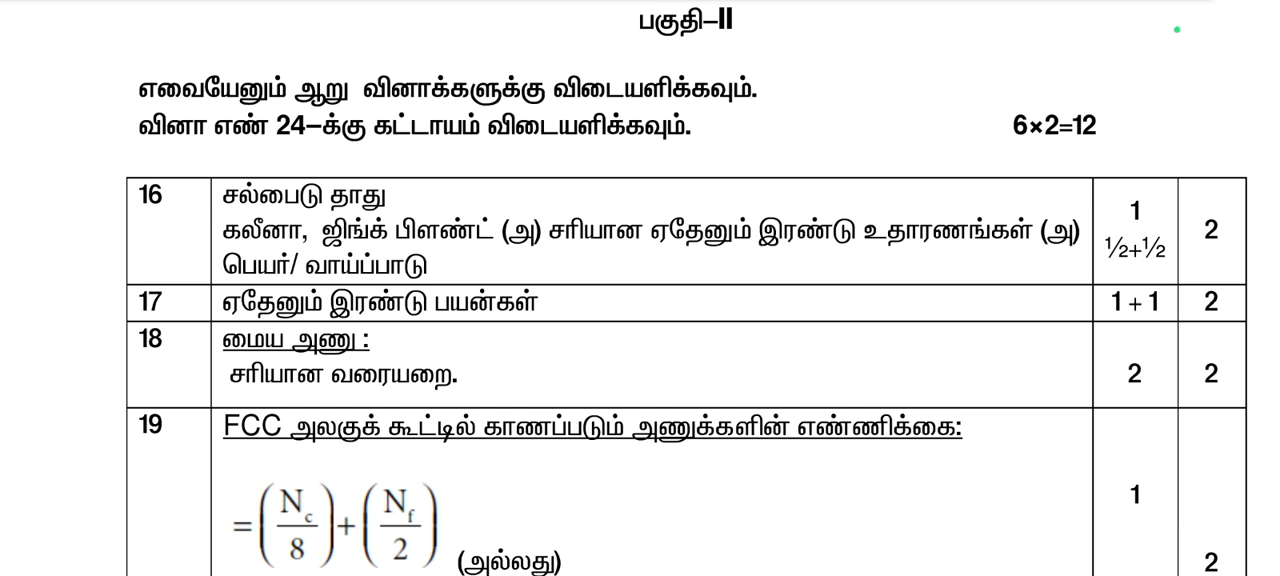 பகுதி–II
எவையேனும் ஆறு வினாக்களுக்கு விடையளிக்கவும்.
வினா எண் 24–க்கு கட்டாயம் விடையளிக்கவும். 6×2=12
16 சல்பைடு தாது 1 2
கலீனா, ஜிங்க் பிளண்ட் (அ) சரியான ஏதேனும் இரண்டு உதாரணங்கள் (அ) ½+½
பெயர்/ வாய்ப்பாடு
17 ஏதேனும் இரண்டு பயன்கள் 1 + 1 2
18 மைய அணு :
சரியான வரையறை. 2 2
19 FCC அலகுக் கூட்டில் காணப்படும் அணுக்களின் எண்ணிக்கை:
= (N_c/8) + (N_f/2) (அல்லது) 1 2